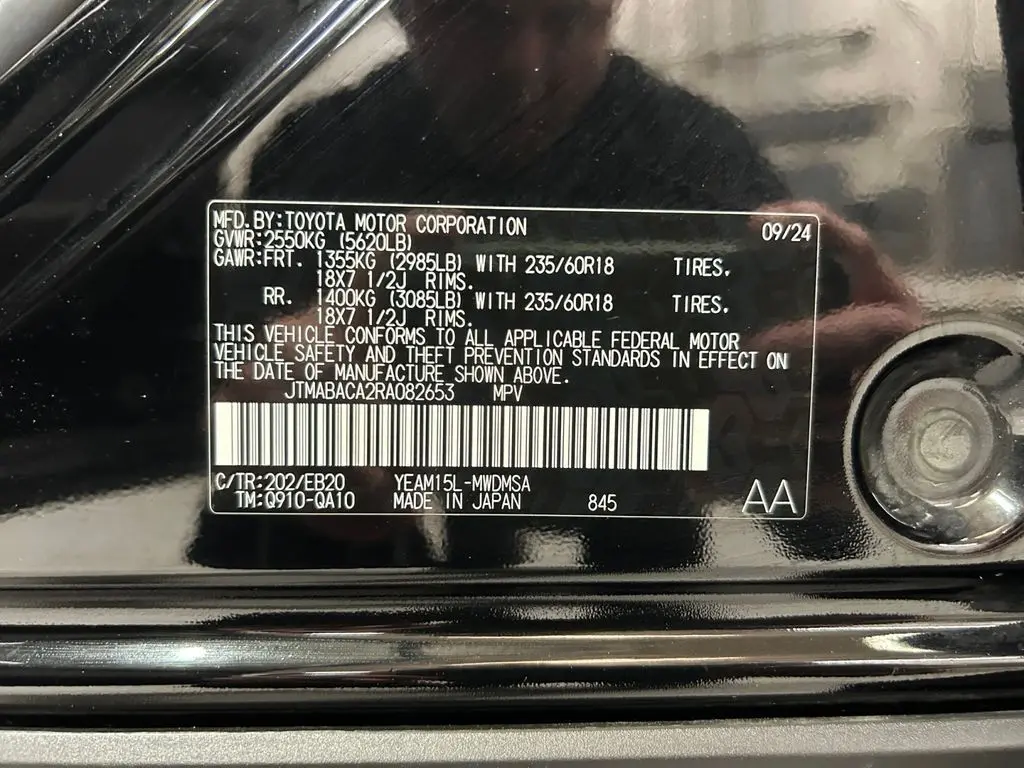 MFD.BY:TOYOTA MOTOR CORPORATION 09/24
GVWR:2550KG (5620LB)
GAWR:FRT. 1355KG (2985LB) WITH 235/60R18 TIRES.
18X7 1/2J RIMS.
RR. 1400KG (3085LB) WITH 235/60R18 TIRES.
18X7 1/2J RIMS.
THIS VEHICLE CONFORMS TO ALL APPLICABLE FEDERAL MOTOR
VEHICLE SAFETY AND THEFT PREVENTION STANDARDS IN EFFECT ON
THE DATE OF MANUFACTURE SHOWN ABOVE.
JTMABACA2RA082653 MPV
C/TR:202/EB20 YEAM15L-MWDMSA
TM:Q910-QA10 MADE IN JAPAN 845 AA